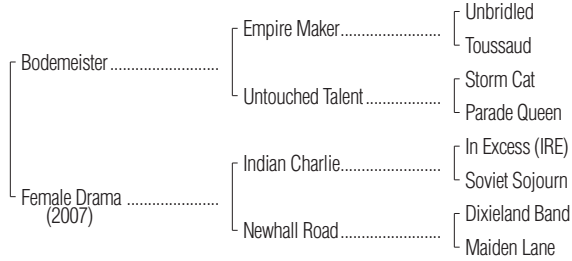 Unbridled
Empire Maker
Toussaud
Bodemeister
Storm Cat
Untouched Talent
Parade Queen
In Excess (IRE)
Indian Charlie
Soviet Sojourn
Female Drama
(2007)
Dixieland Band
Newhall Road
Maiden Lane